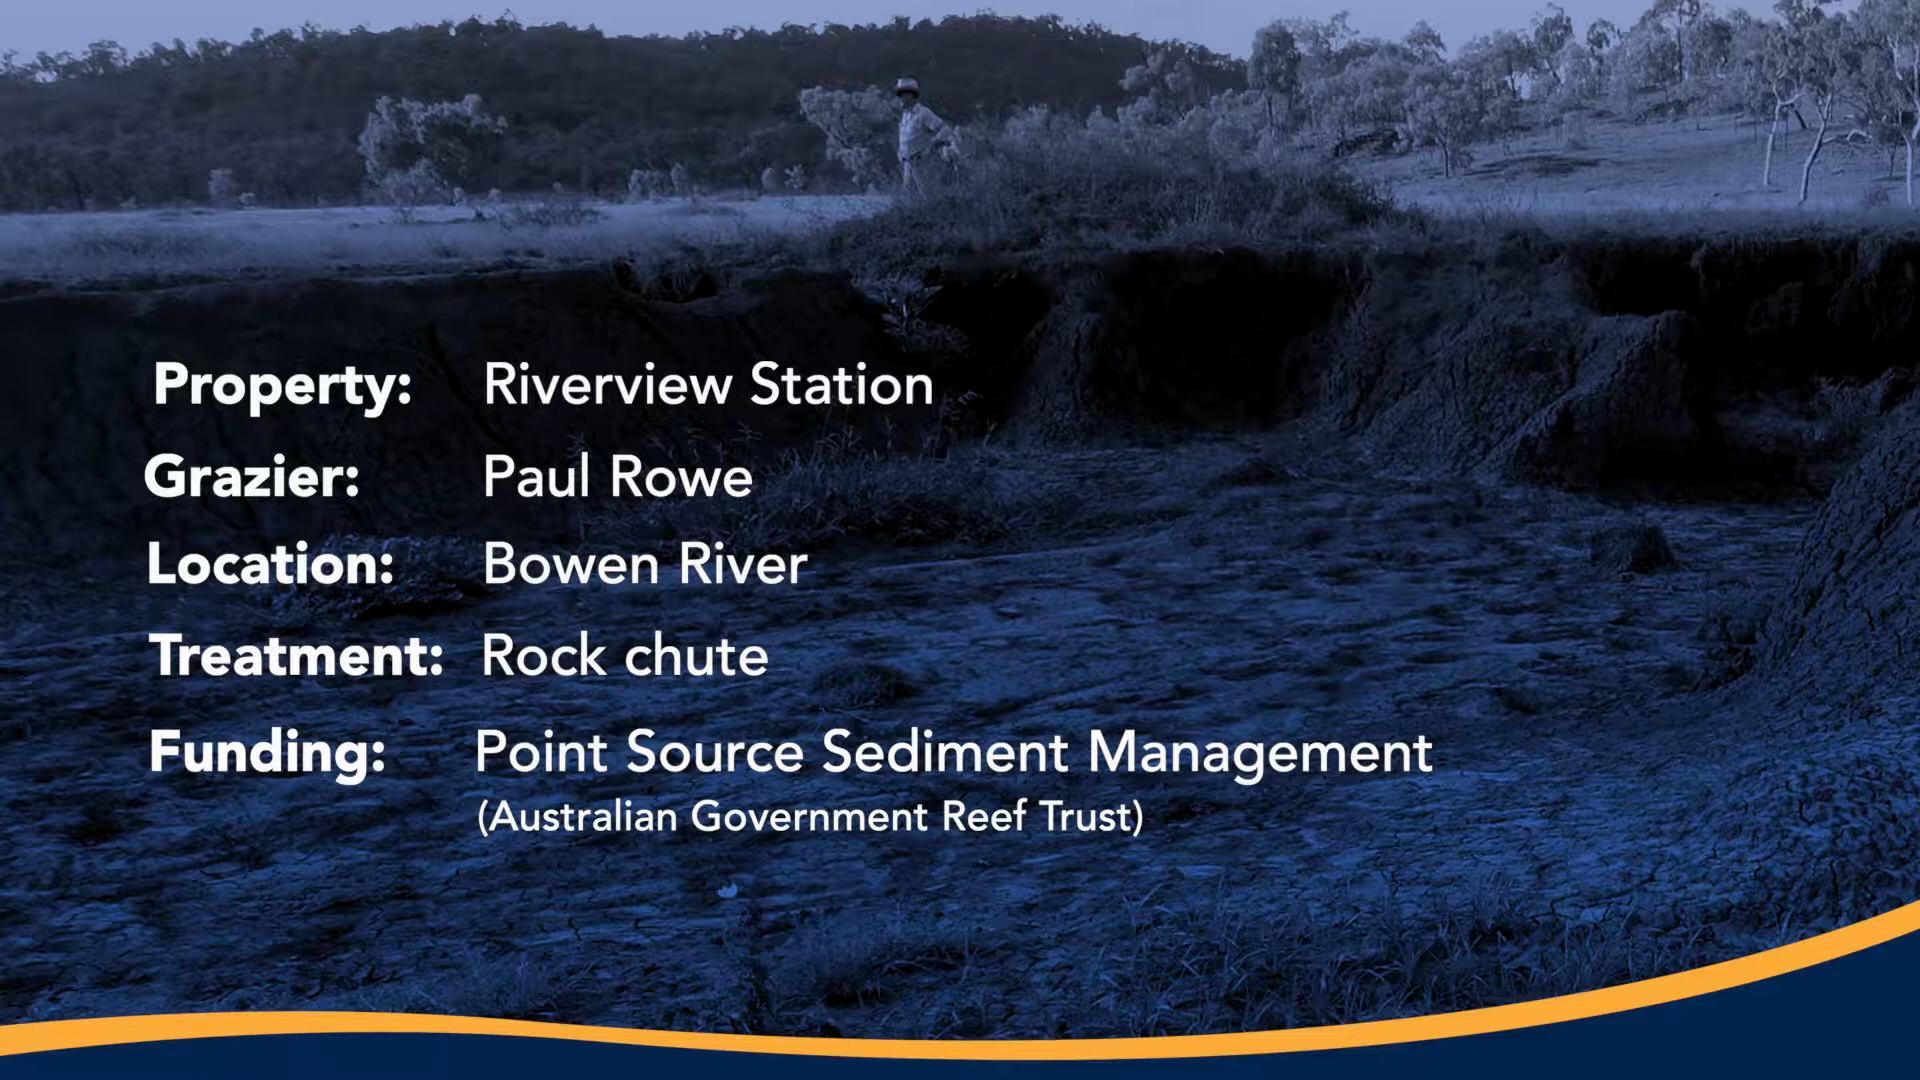 Property: Riverview Station
Grazier: Paul Rowe
Location: Bowen River
Treatment: Rock chute
Funding: Point Source Sediment Management
(Australian Government Reef Trust)